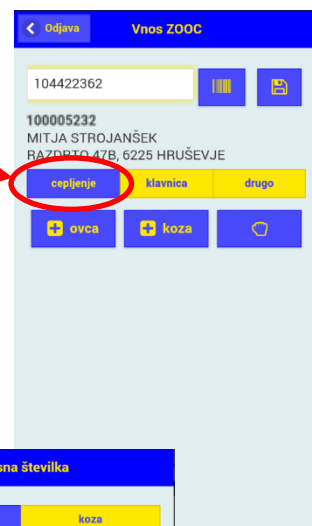 Odjava Vnos ZOOC
104422362
100005232
MITJA STROJANŠEK
RAZDRTO 47B, 6225 HRUŠEVJE
cepljenje klavnica drugo
ovca koza
sna številka
koza